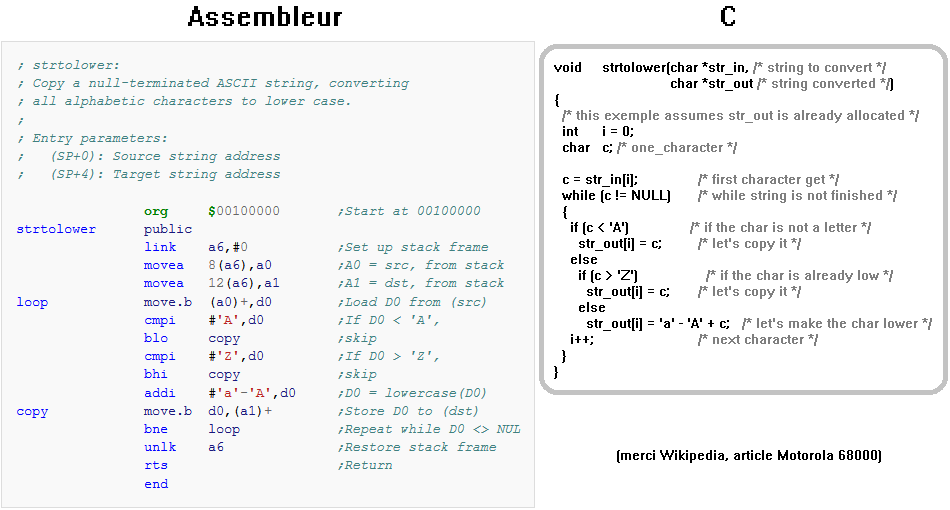 Assembleur
; strtolower:
; Copy a null-terminated ASCII string, converting
; all alphabetic characters to lower case.
;
; Entry parameters:
;   (SP+0): Source string address
;   (SP+4): Target string address
                org     $00100000       ;Start at 00100000
strtolower      public
                link    a6,#0           ;Set up stack frame
                movea   8(a6),a0        ;A0 = src, from stack
                movea   12(a6),a1       ;A1 = dst, from stack
loop            move.b  (a0)+,d0        ;Load D0 from (src)
                cmpi    #'A',d0         ;If D0 < 'A',
                blo     copy            ;skip
                cmpi    #'Z',d0         ;If D0 > 'Z',
                bhi     copy            ;skip
                addi    #'a'-'A',d0     ;D0 = lowercase(D0)
copy            move.b  d0,(a1)+        ;Store D0 to (dst)
                bne     loop            ;Repeat while D0 <> NUL
                unlk    a6              ;Restore stack frame
                rts                     ;Return
                end
C
void    strtolower(char *str_in, /* string to convert */
                   char *str_out /* string converted */)
{
  /* this exemple assumes str_out is already allocated */
  int    i = 0;
  char   c; /* one_character */
  c = str_in[i];          /* first character get */
  while (c != NULL)       /* while string is not finished */
  {
    if (c < 'A')          /* if the char is not a letter */
      str_out[i] = c;     /* let's copy it */
    else
      if (c > 'Z')        /* if the char is already low */
        str_out[i] = c;   /* let's copy it */
      else
        str_out[i] = 'a' - 'A' + c;   /* let's make the char lower */
    i++;                  /* next character */
  }
}
(merci Wikipedia, article Motorola 68000)